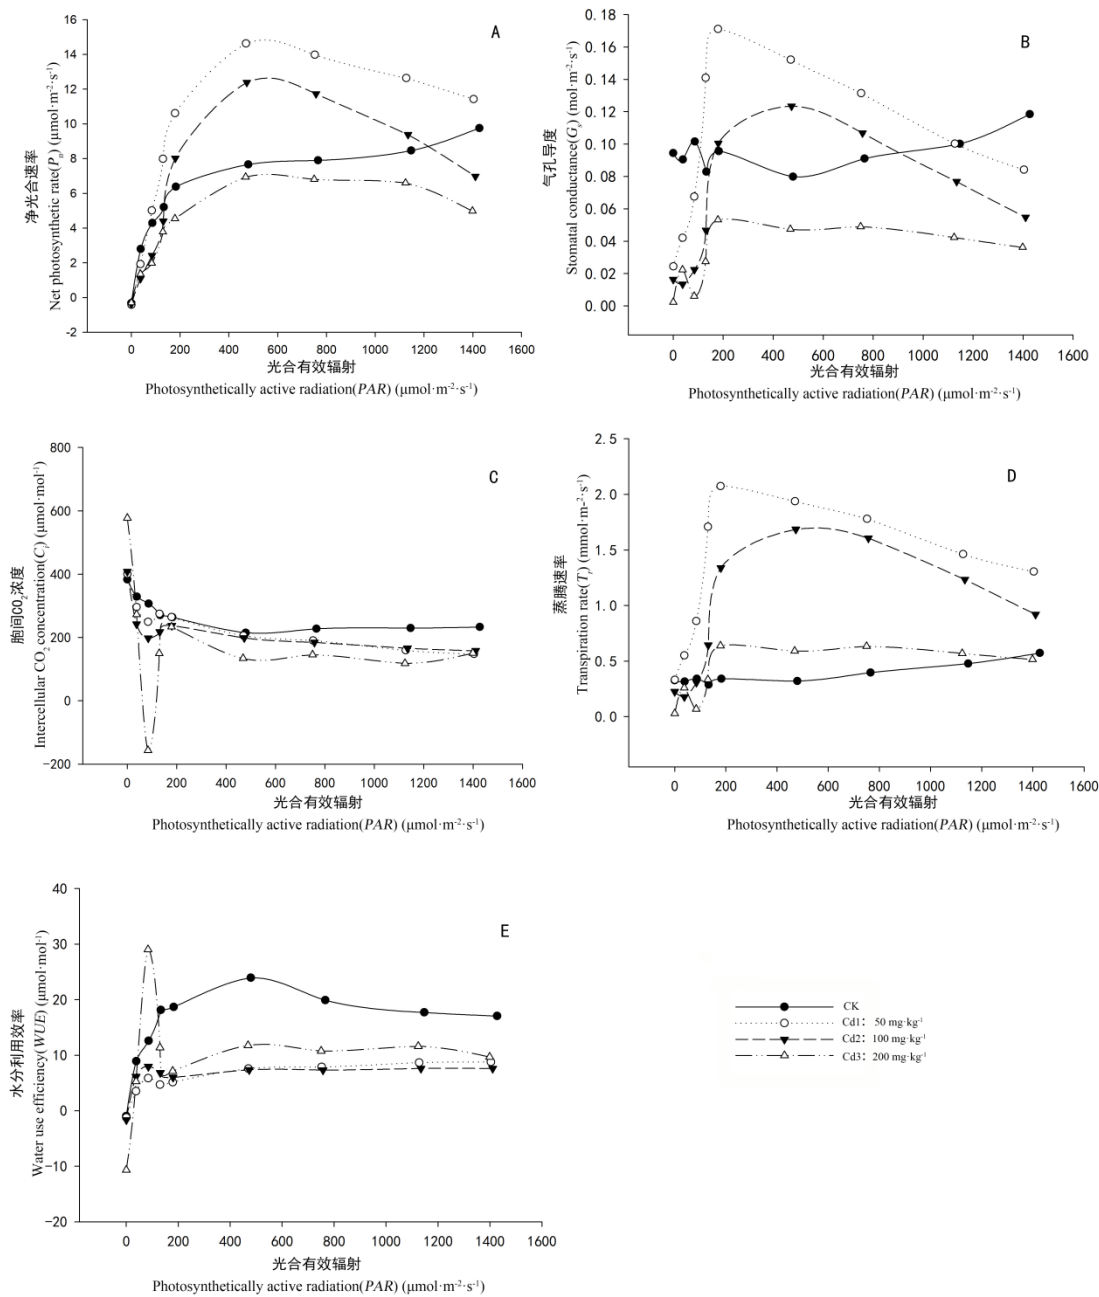 A
净光合速率
Net photosynthetic rate(Pn) (μmol·m-2·s-1)
16
14
12
10
8
6
4
2
0
-2
0 200 400 600 800 1000 1200 1400 1600
光合有效辐射
Photosynthetically active radiation(PAR) (μmol·m-2·s-1)
B
气孔导度
Stomatal conductance(Gs) (mol·m-2·s-1)
0.18
0.16
0.14
0.12
0.10
0.08
0.06
0.04
0.02
0.00
0 200 400 600 800 1000 1200 1400 1600
光合有效辐射
Photosynthetically active radiation(PAR) (μmol·m-2·s-1)
C
胞间CO2浓度
Intercellular CO2 concentration(Ci) (μmol·mol-1)
800
600
400
200
0
-200
0 200 400 600 800 1000 1200 1400 1600
光合有效辐射
Photosynthetically active radiation(PAR) (μmol·m-2·s-1)
D
蒸腾速率
Transpiration rate(Tr) (mmol·m-2·s-1)
2.5
2.0
1.5
1.0
0.5
0.0
0 200 400 600 800 1000 1200 1400 1600
光合有效辐射
Photosynthetically active radiation(PAR) (μmol·m-2·s-1)
E
水分利用效率
Water use efficiency(WUE) (μmol·mol-1)
40
30
20
10
0
-10
-20
0 200 400 600 800 1000 1200 1400 1600
光合有效辐射
Photosynthetically active radiation(PAR) (μmol·m-2·s-1)
CK
Cd1: 50 mg·kg-1
Cd2: 100 mg·kg-1
Cd3: 200 mg·kg-1